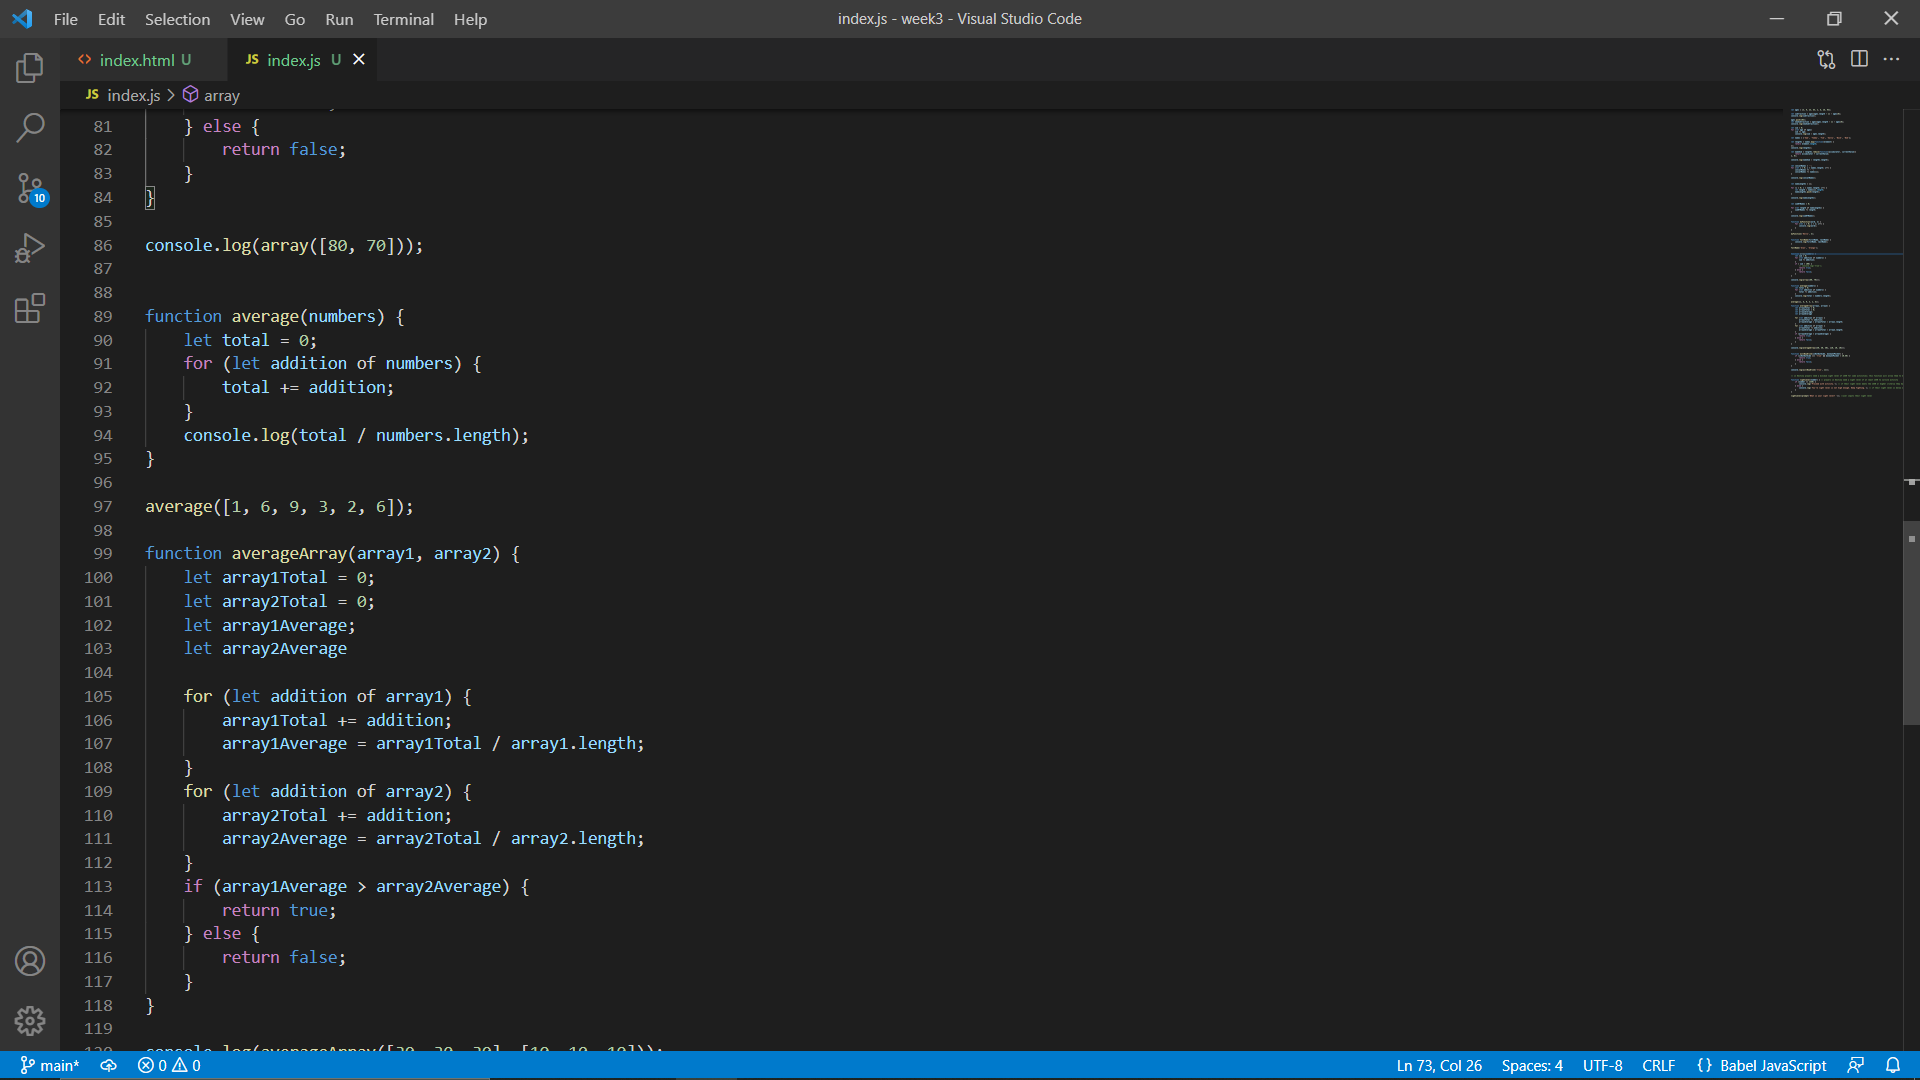 File Edit Selection View Go Run Terminal Help
index.js - week3 - Visual Studio Code
index.html U
JS index.js U
JS index.js > array
81 } else {
82 return false;
83 }
84 }
85
86 console.log(array([80, 70]));
87
88
89 function average(numbers) {
90 let total = 0;
91 for (let addition of numbers) {
92 total += addition;
93 }
94 console.log(total / numbers.length);
95 }
96
97 average([1, 6, 9, 3, 2, 6]);
98
99 function averageArray(array1, array2) {
100 let array1Total = 0;
101 let array2Total = 0;
102 let array1Average;
103 let array2Average
104
105 for (let addition of array1) {
106 array1Total += addition;
107 array1Average = array1Total / array1.length;
108 }
109 for (let addition of array2) {
110 array2Total += addition;
111 array2Average = array2Total / array2.length;
112 }
113 if (array1Average > array2Average) {
114 return true;
115 } else {
116 return false;
117 }
118 }
119
10
main* 0 0
Ln 73, Col 26 Spaces: 4 UTF-8 CRLF {} Babel JavaScript